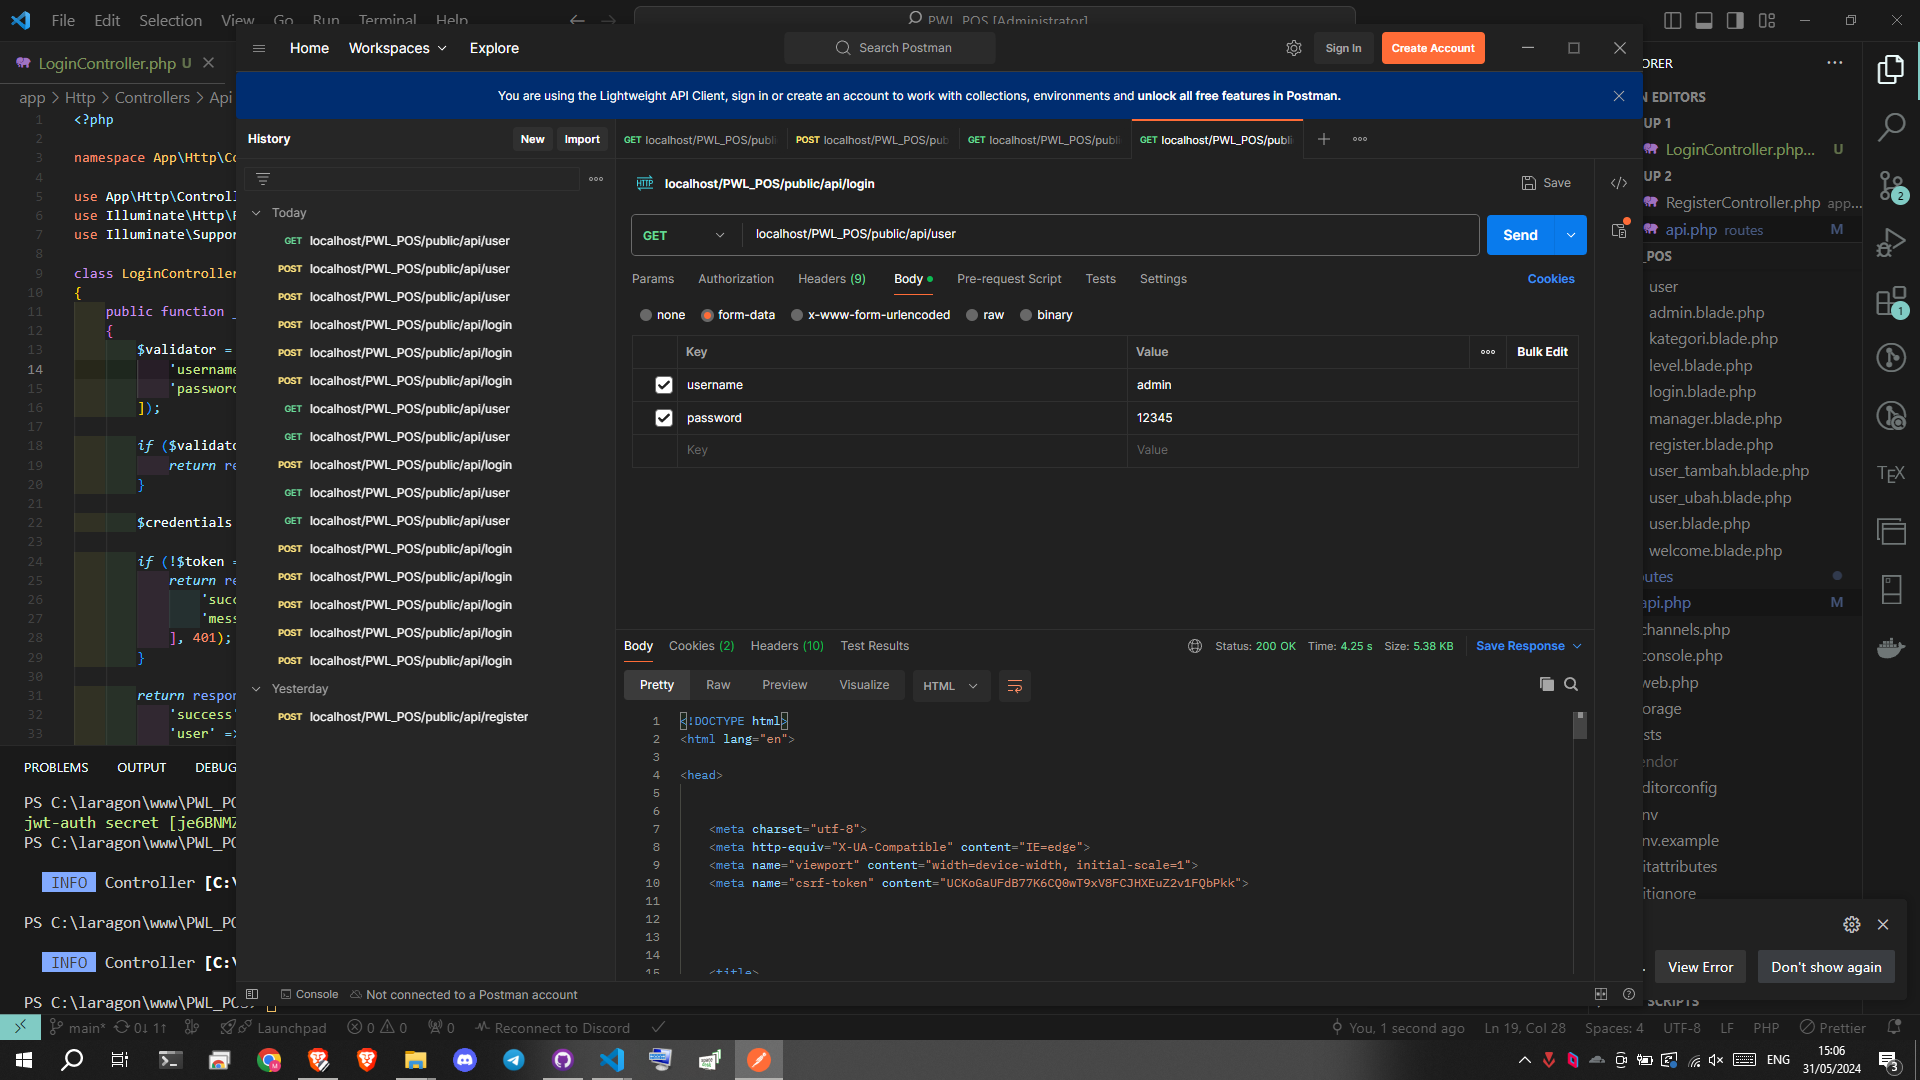 File Edit Selection View Go Run Terminal Help
PWL_POS [Administrator]
LoginController.php U
app > Http > Controllers > Api
1 <?php
2
3 namespace App\Http\Co
4
5 use App\Http\Control
6 use Illuminate\Http\R
7 use Illuminate\Suppor
8
9 class LoginController
10 {
11 public function _
12 {
13 $validator =
14 'username
15 'password
16 ]);
17
18 if ($validato
19 return re
20 }
21
22 $credentials
23
24 if (!$token =
25 return re
26 'succ
27 'mess
28 ], 401);
29 }
30
31 return respon
32 'success'
33 'user' =>
PROBLEMS OUTPUT DEBUG
PS C:\laragon\www\PWL_PO
jwt-auth secret [je6BNMZ
PS C:\laragon\www\PWL_PO
INFO Controller [C:\
PS C:\laragon\www\PWL_PO
INFO Controller [C:\
PS C:\laragon\www\PWL_POS>
Home Workspaces Explore
Search Postman
Sign In
Create Account
You are using the Lightweight API Client, sign in or create an account to work with collections, environments and unlock all free features in Postman.
History
New
Import
Today
GET localhost/PWL_POS/public/api/user
POST localhost/PWL_POS/public/api/user
POST localhost/PWL_POS/public/api/user
POST localhost/PWL_POS/public/api/login
POST localhost/PWL_POS/public/api/login
POST localhost/PWL_POS/public/api/login
GET localhost/PWL_POS/public/api/user
GET localhost/PWL_POS/public/api/user
POST localhost/PWL_POS/public/api/login
GET localhost/PWL_POS/public/api/user
GET localhost/PWL_POS/public/api/user
POST localhost/PWL_POS/public/api/login
POST localhost/PWL_POS/public/api/login
POST localhost/PWL_POS/public/api/login
POST localhost/PWL_POS/public/api/login
POST localhost/PWL_POS/public/api/login
Yesterday
POST localhost/PWL_POS/public/api/register
GET localhost/PWL_POS/publi
POST localhost/PWL_POS/pub
GET localhost/PWL_POS/publi
GET localhost/PWL_POS/publi
HTTP localhost/PWL_POS/public/api/login
Save
GET localhost/PWL_POS/public/api/user
Send
Params Authorization Headers (9) Body Pre-request Script Tests Settings
Cookies
none form-data x-www-form-urlencoded raw binary
Key Value Bulk Edit
username admin
password 12345
Key Value
Body Cookies (2) Headers (10) Test Results
Status: 200 OK Time: 4.25 s Size: 5.38 KB
Save Response
Pretty Raw Preview Visualize HTML
1 <!DOCTYPE html>
2 <html lang="en">
3
4 <head>
5
6
7 <meta charset="utf-8">
8 <meta http-equiv="X-UA-Compatible" content="IE=edge">
9 <meta name="viewport" content="width=device-width, initial-scale=1">
10 <meta name="csrf-token" content="UCKoGaUFdB77K6CQ0wT9xV8FCJHXEuZ2v1FQbPkk">
11
12
13
14
15 <title>
Console Not connected to a Postman account
ORER
N EDITORS
UP 1
LoginController.php... U
UP 2
RegisterController.php app...
api.php routes M
_POS
user
admin.blade.php
kategori.blade.php
level.blade.php
login.blade.php
manager.blade.php
register.blade.php
user_tambah.blade.php
user_ubah.blade.php
user.blade.php
welcome.blade.php
outes
api.php M
channels.php
console.php
web.php
orage
sts
endor
ditorconfig
nv
nv.example
itattributes
itignore
TEX
2
1
View Error
Don't show again
SCRIPTS
main* 0↓ 1↑ Launchpad 0 0 0 Reconnect to Discord
You, 1 second ago Ln 19, Col 28 Spaces: 4 UTF-8 LF PHP Prettier
ENG
15:06
31/05/2024
3